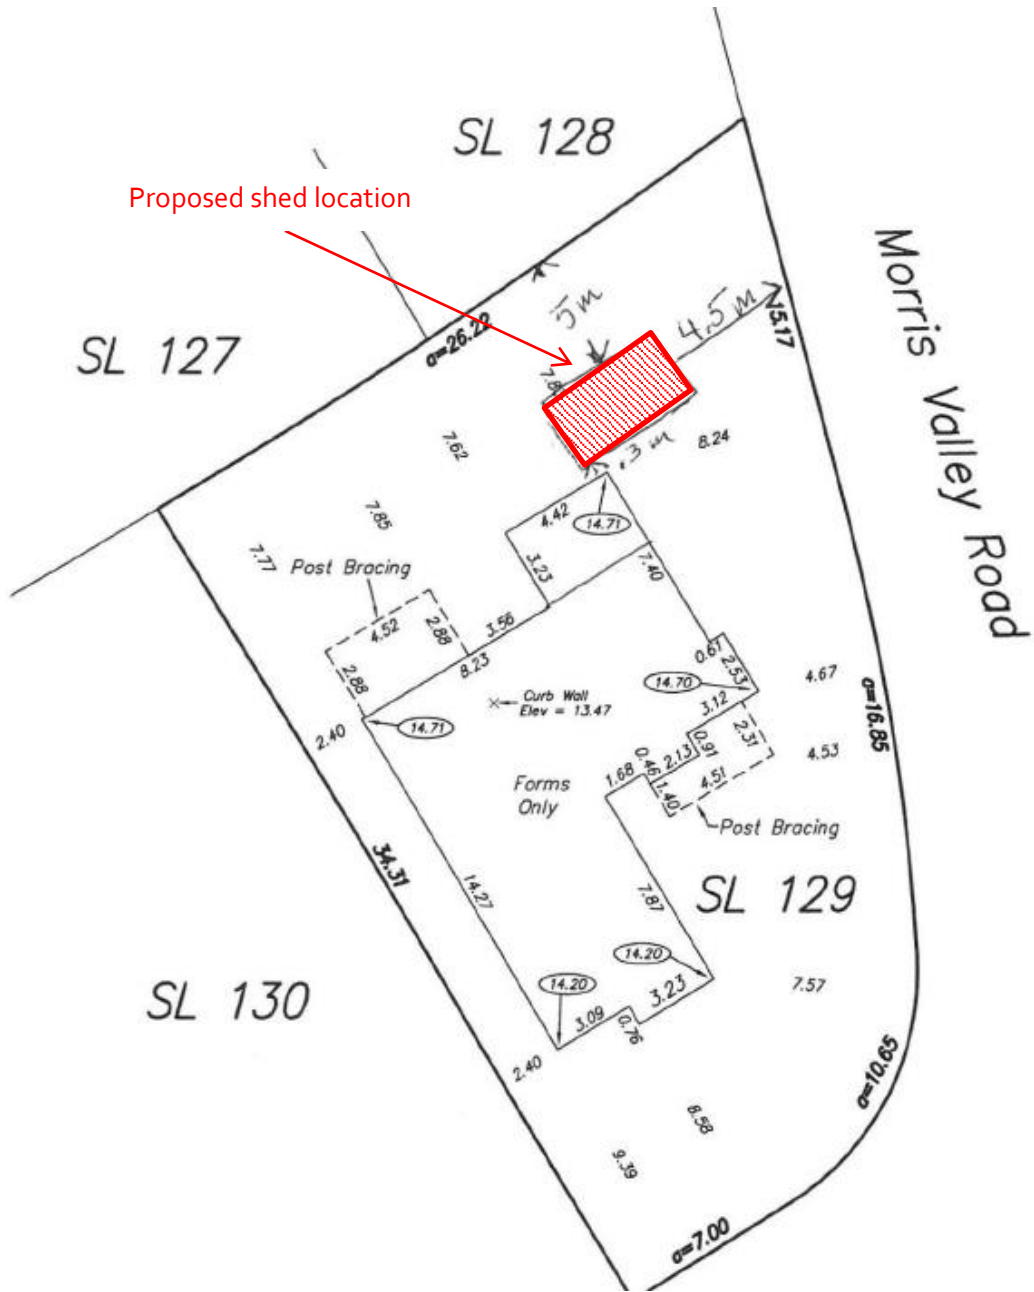 SL 128
Proposed shed location
Morris Valley Road
SL 127
a=26.22
5m
4.5m
15.17
7.62
.3 m
8.24
7.85
4.42
14.71
7.77
Post Bracing
3.23
7.40
4.52
2.88
3.56
0.61
2.53
2.88
8.23
14.70
4.67
Curb Wall
Elev = 13.47
3.12
a=16.85
2.40
14.71
2.31
0.91
4.53
2.13
0.46
1.68
4.51
1.40
Forms
Only
Post Bracing
34.31
14.27
7.87
SL 129
14.20
14.20
3.23
7.57
SL 130
3.09
0.76
2.40
a=10.65
8.58
9.39
a=7.00